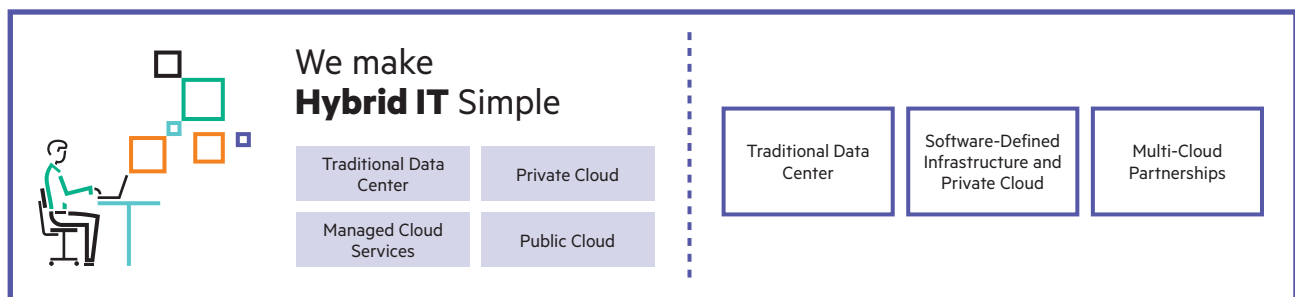 We make
Hybrid IT Simple
Traditional Data
Center
Private Cloud
Managed Cloud
Services
Public Cloud
Traditional Data
Center
Software-Defined
Infrastructure and
Private Cloud
Multi-Cloud
Partnerships